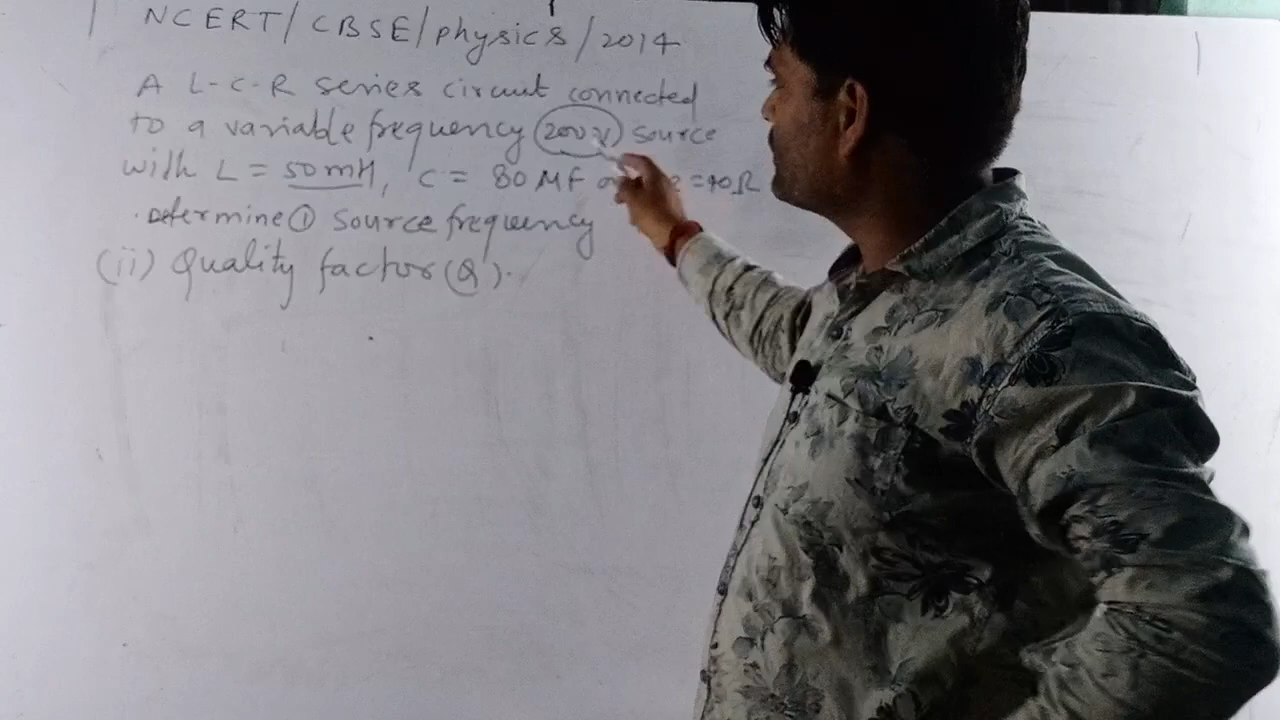 NCERT/CBSE/physics/2014
A L-C-R series circuit connected
to a variable frequency 200 V source
with L = 50 mH, C = 80 MF = 40 Ω
Determine ① source frequency
(ii) Quality factor (Q).